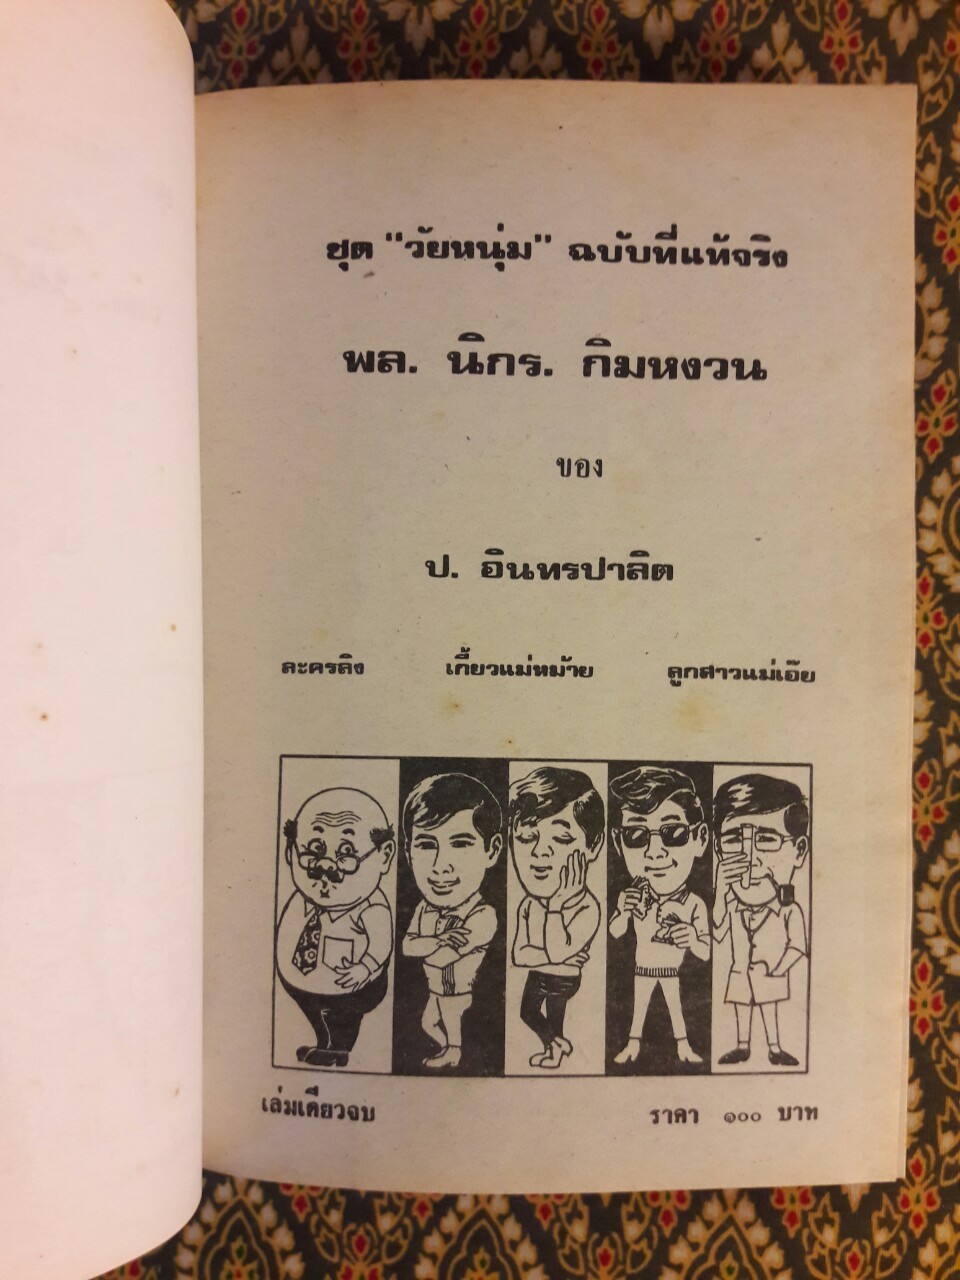 ชุด "วัยหนุ่ม" ฉบับที่แท้จริง
พล. นิกร. กิมหงวน
ของ
ป. อินทรปาลิต
ละครลิง เกี้ยวแม่หม้าย ลูกสาวแม่เอ๊ย
เล่มเดียวจบ ราคา ๑๐๐ บาท